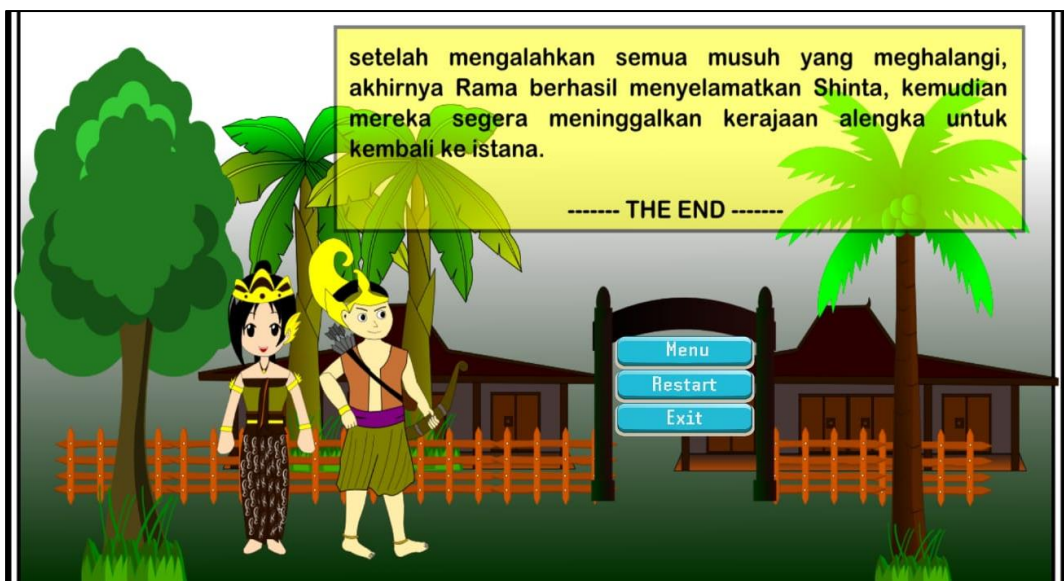 setelah mengalahkan semua musuh yang meghalangi,
akhirnya Rama berhasil menyelamatkan Shinta, kemudian
mereka segera meninggalkan kerajaan alengka untuk
kembali ke istana.
------- THE END -------
Menu
Restart
Exit